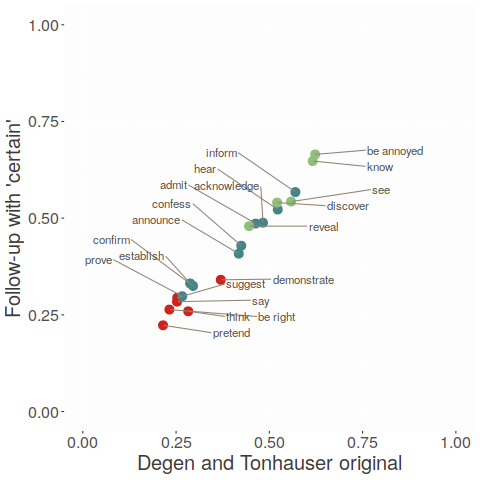 1.00
0.75
0.50
0.25
0.00
Follow-up with 'certain'
inform
be annoyed
hear
know
admit
acknowledge
see
confess
discover
announce
reveal
confirm
establish
prove
suggest
demonstrate
say
think
be right
pretend
0.00 0.25 0.50 0.75 1.00
Degen and Tonhauser original